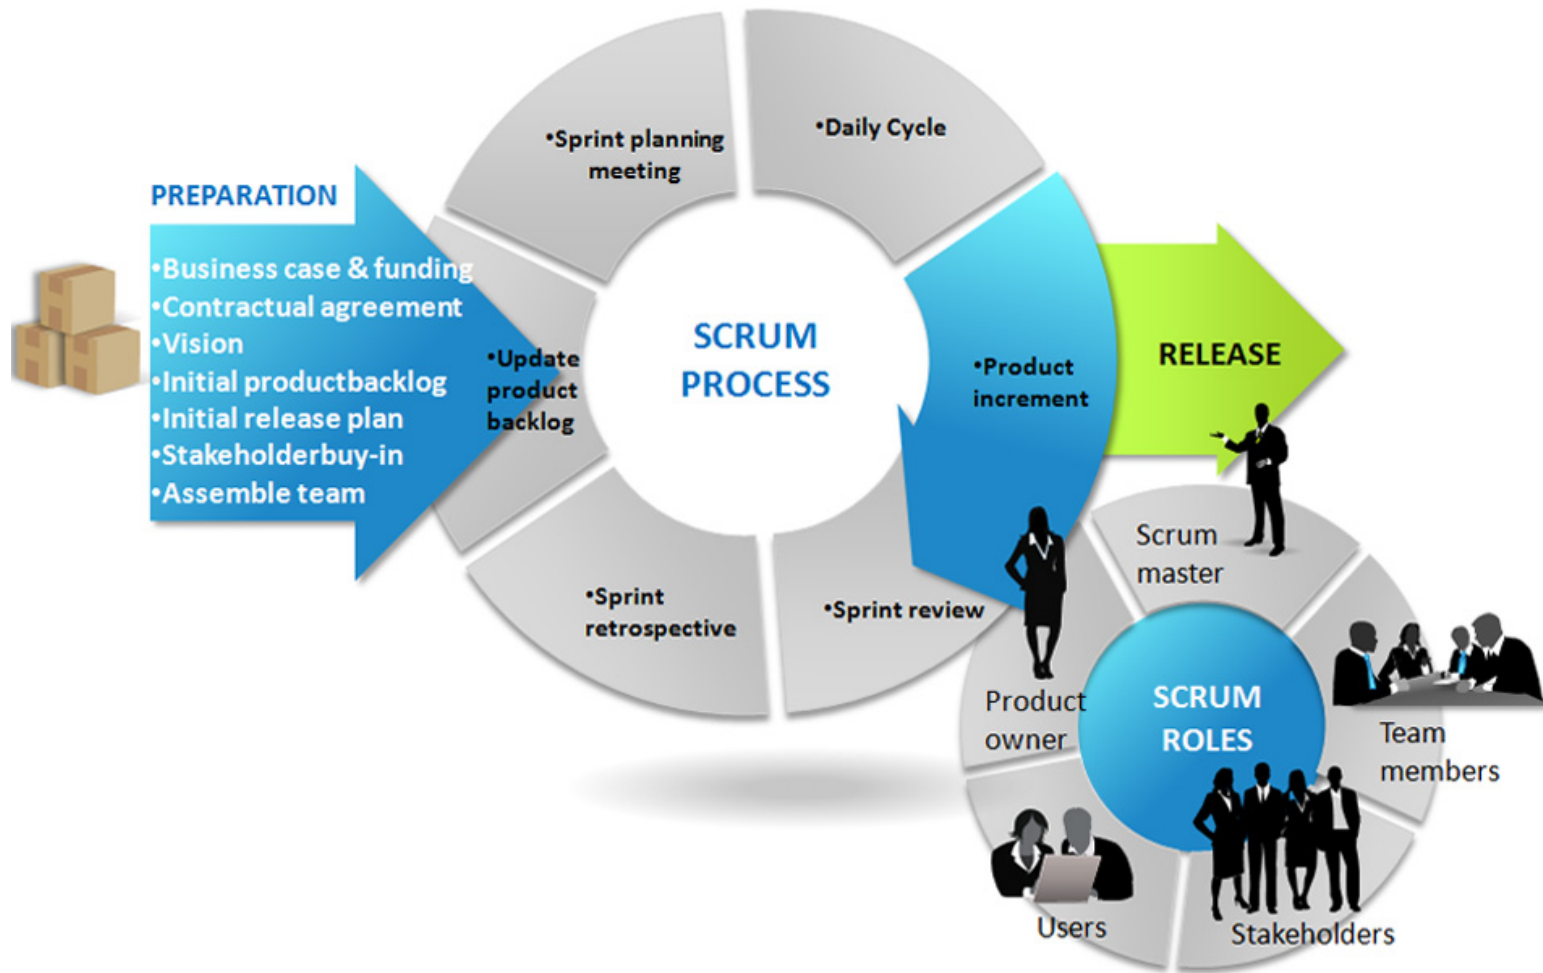 PREPARATION
•Business case & funding
•Contractual agreement
•Vision
•Initial productbacklog
•Initial release plan
•Stakeholderbuy-in
•Assemble team
•Update
product
backlog
•Sprint planning
meeting
•Daily Cycle
•Product
increment
•Sprint review
•Sprint
retrospective
SCRUM
PROCESS
RELEASE
Scrum
master
Team
members
Stakeholders
Users
Product
owner
SCRUM
ROLES